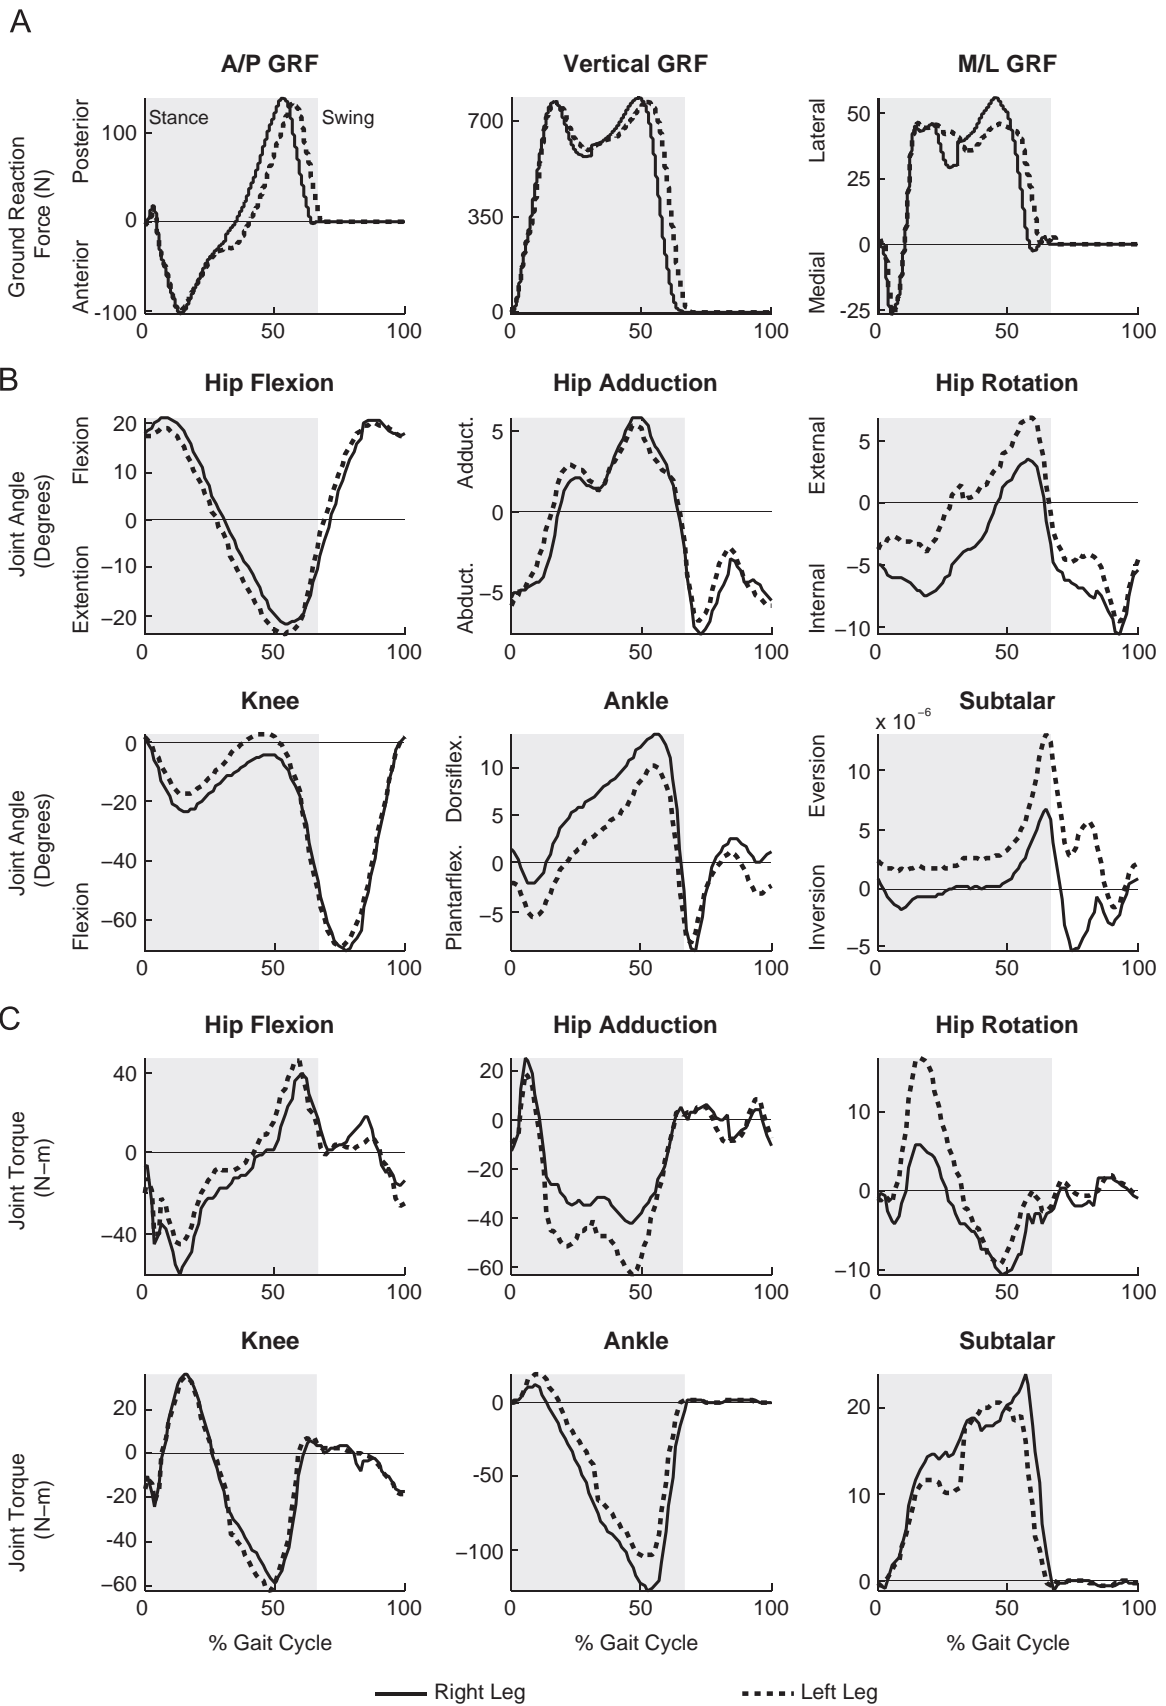 A
A/P GRF
Vertical GRF
M/L GRF
Ground Reaction
Force (N)
Anterior
Posterior
100
0
-100
Stance
Swing
0
50
100
700
350
0
0
50
100
Medial
Lateral
50
25
0
-25
0
50
100
B
Hip Flexion
Hip Adduction
Hip Rotation
Joint Angle
(Degrees)
Extention
Flexion
20
10
0
−10
−20
0
50
100
Abduct.
Adduct.
5
0
−5
0
50
100
Internal
External
5
0
−5
−10
0
50
100
Knee
Ankle
Subtalar
Joint Angle
(Degrees)
Flexion
0
-20
-40
-60
0
50
100
Plantarflex.
Dorsiflex.
10
5
0
−5
0
50
100
x 10−6
Inversion
Eversion
10
5
0
−5
0
50
100
C
Hip Flexion
Hip Adduction
Hip Rotation
Joint Torque
(N−m)
40
0
−40
0
50
100
20
0
−20
−40
−60
0
50
100
10
0
−10
0
50
100
Knee
Ankle
Subtalar
Joint Torque
(N−m)
20
0
-20
-40
-60
0
50
100
% Gait Cycle
0
-50
−100
0
50
100
% Gait Cycle
20
10
0
0
50
100
% Gait Cycle
Right Leg
Left Leg